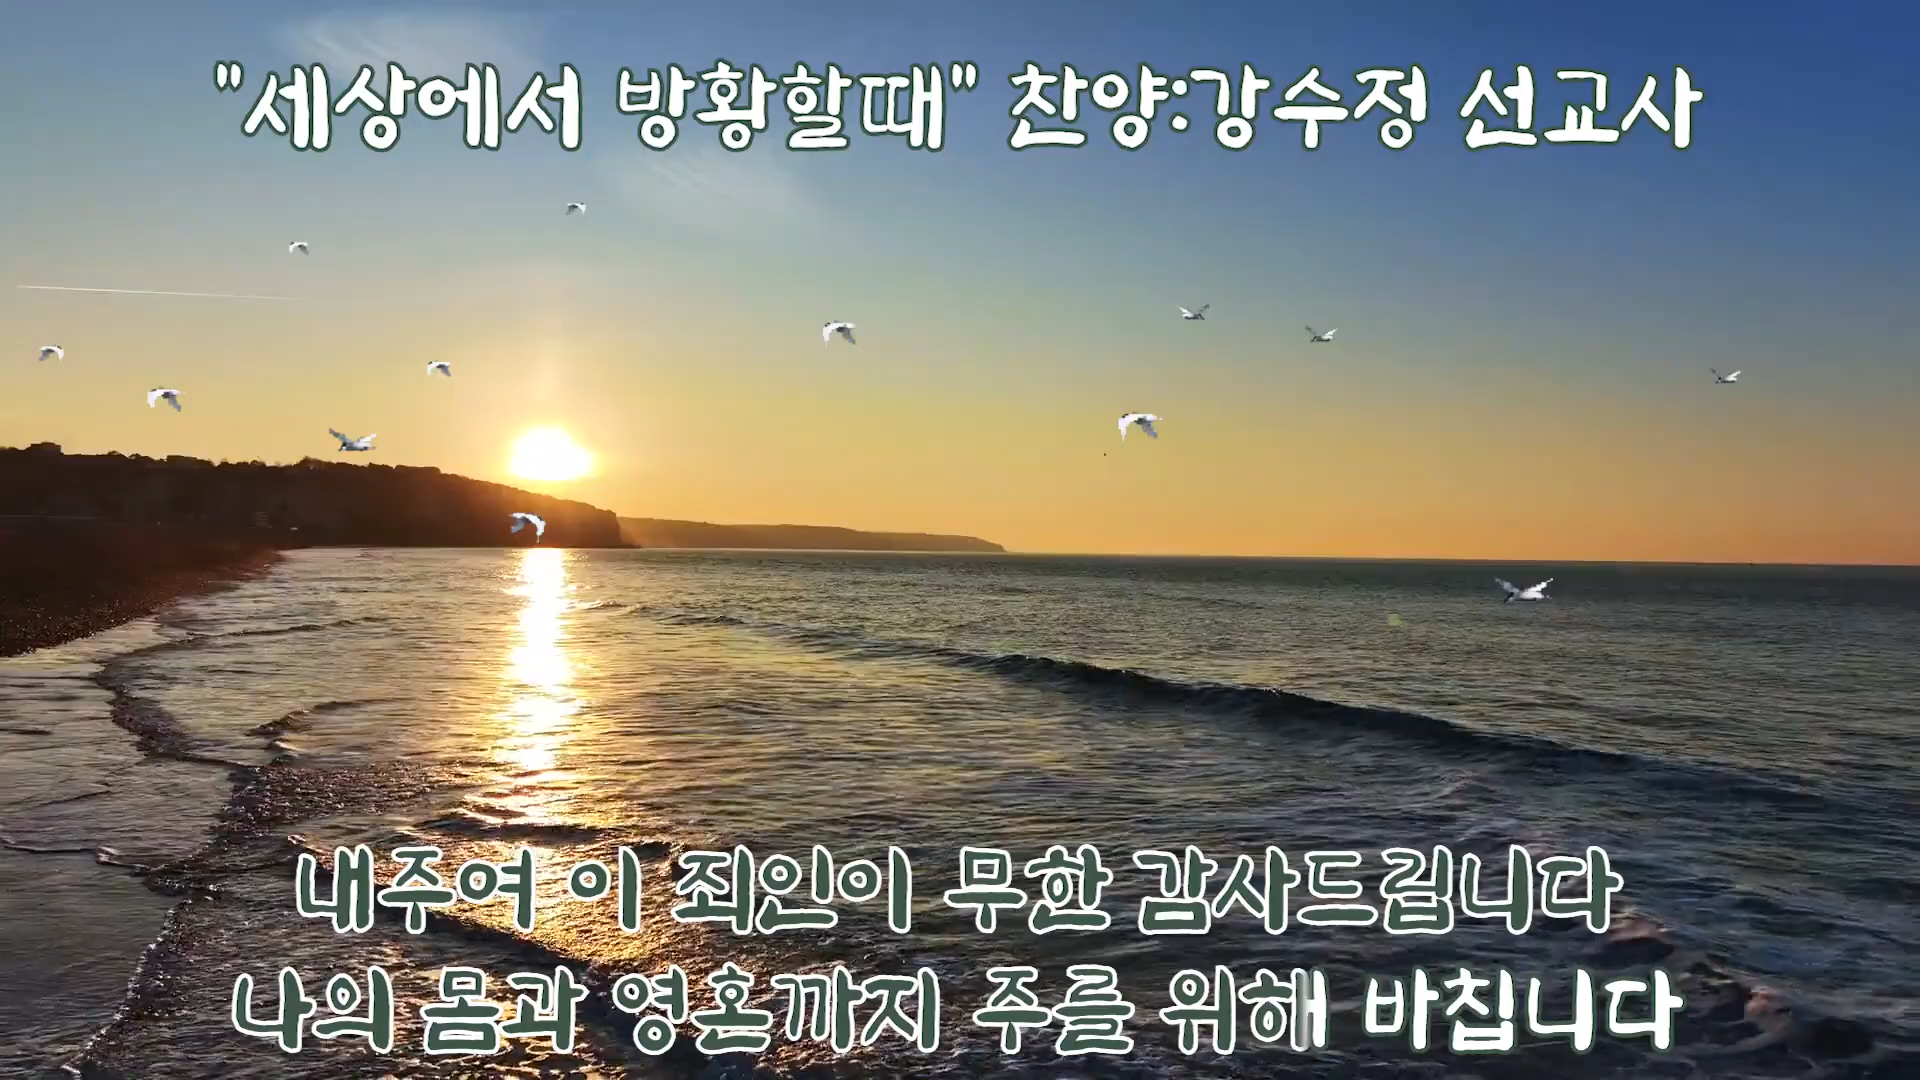 "세상에서 방황할때" 찬양:강수정 선교사
내주여 이 죄인이 무한 감사드립니다
나의 몸과 영혼까지 주를 위해 바칩니다